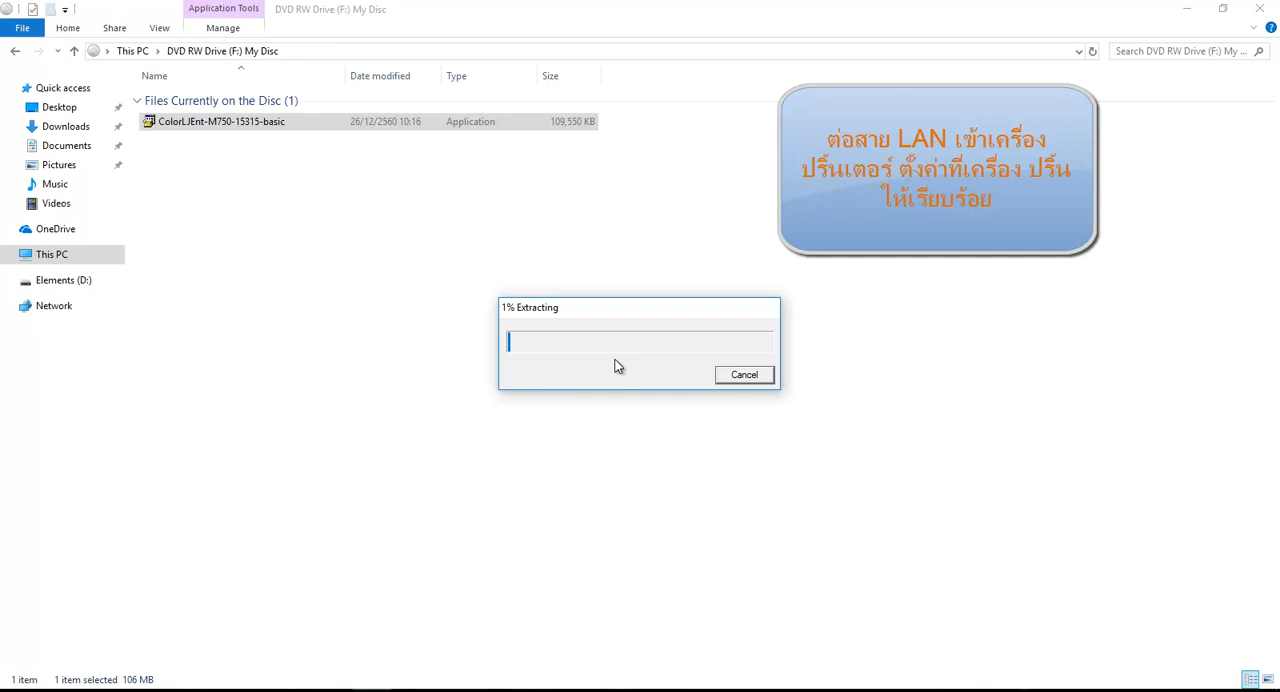 Application Tools
DVD RW Drive (F:) My Disc
File
Home
Share
View
Manage
This PC
DVD RW Drive (F:) My Disc
Search DVD RW Drive (F:) My ...
Name
Date modified
Type
Size
Quick access
Desktop
Downloads
Documents
Pictures
Music
Videos
OneDrive
This PC
Elements (D:)
Network
Files Currently on the Disc (1)
ColorLJEnt-M750-15315-basic
26/12/2560 10:16
Application
109,550 KB
ต่อสาย LAN เข้าเครื่อง
ปริ้นเตอร์ ตั้งค่าที่เครื่อง ปริ้น
ให้เรียบร้อย
1% Extracting
Cancel
1 item
1 item selected 106 MB